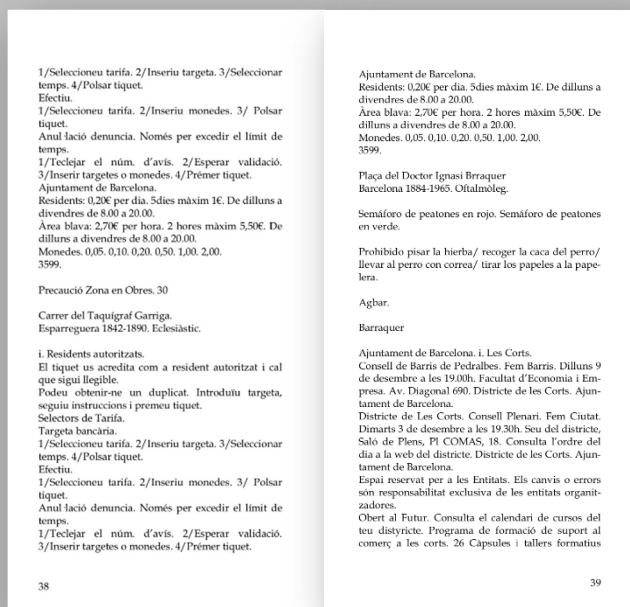 1/Seleccioneu tarifa. 2/Inseriu targeta. 3/Seleccionar
temps. 4/Polsar tiquet.
Efectiu.
1/Seleccioneu tarifa. 2/Inseriu monedes. 3/ Polsar
tiquet.
Anul·lació denuncia. Només per excedir el límit de
temps.
1/Teclejar el núm. d'avís. 2/Esperar validació.
3/Inserir targetes o monedes. 4/Prémer tiquet.
Ajuntament de Barcelona.
Residents: 0,20€ per dia. 5dies màxim 1€. De dilluns a
divendres de 8.00 a 20.00.
Àrea blava: 2,70€ per hora. 2 hores màxim 5,50€. De
dilluns a divendres de 8.00 a 20.00.
Monedes. 0,05. 0,10. 0,20. 0,50. 1,00. 2,00.
3599.
Precaució Zona en Obres. 30
Carrer del Taquígraf Garriga.
Esparreguera 1842-1890. Eclesiàstic.
i. Residents autoritzats.
El tiquet us acredita com a resident autoritzat i cal
que sigui llegible.
Podeu obtenir-ne un duplicat. Introduïu targeta,
seguiu instruccions i premeu tiquet.
Selectors de Tarifa.
Targeta bancària.
1/Seleccioneu tarifa. 2/Inseriu targeta. 3/Seleccionar
temps. 4/Polsar tiquet.
Efectiu.
1/Seleccioneu tarifa. 2/Inseriu monedes. 3/ Polsar
tiquet.
Anul·lació denuncia. Només per excedir el límit de
temps.
1/Teclejar el núm. d'avís. 2/Esperar validació.
3/Inserir targetes o monedes. 4/Prémer tiquet.
38
Ajuntament de Barcelona.
Residents: 0,20€ per dia. 5dies màxim 1€. De dilluns a
divendres de 8.00 a 20.00.
Àrea blava: 2,70€ per hora. 2 hores màxim 5,50€. De
dilluns a divendres de 8.00 a 20.00.
Monedes. 0,05. 0,10. 0,20. 0,50. 1,00. 2,00.
3599.
Plaça del Doctor Ignasi Brraquer
Barcelona 1884-1965. Oftalmòleg.
Semáforo de peatones en rojo. Semáforo de peatones
en verde.
Prohibido pisar la hierba/ recoger la caca del perro/
llevar al perro con correa/ tirar los papeles a la pape-
lera.
Agbar.
Barraquer
Ajuntament de Barcelona. i. Les Corts.
Consell de Barris de Pedralbes. Fem Barris. Dilluns 9
de desembre a les 19.00h. Facultat d'Economia i Em-
presa. Av. Diagonal 690. Districte de les Corts. Ajun-
tament de Barcelona.
Districte de Les Corts. Consell Plenari. Fem Ciutat.
Dimarts 3 de desembre a les 19.30h. Seu del districte,
Saló de Plens, Pl COMAS, 18. Consulta l'ordre del
dia a la web del districte. Districte de les Corts. Ajun-
tament de Barcelona.
Espai reservat per a les Entitats. Els canvis o errors
són responsabilitat exclusiva de les entitats organit-
zadores.
Obert al Futur. Consulta el calendari de cursos del
teu distyricte. Programa de formació de suport al
comerç a les corts. 26 Càpsules i tallers formatius
39